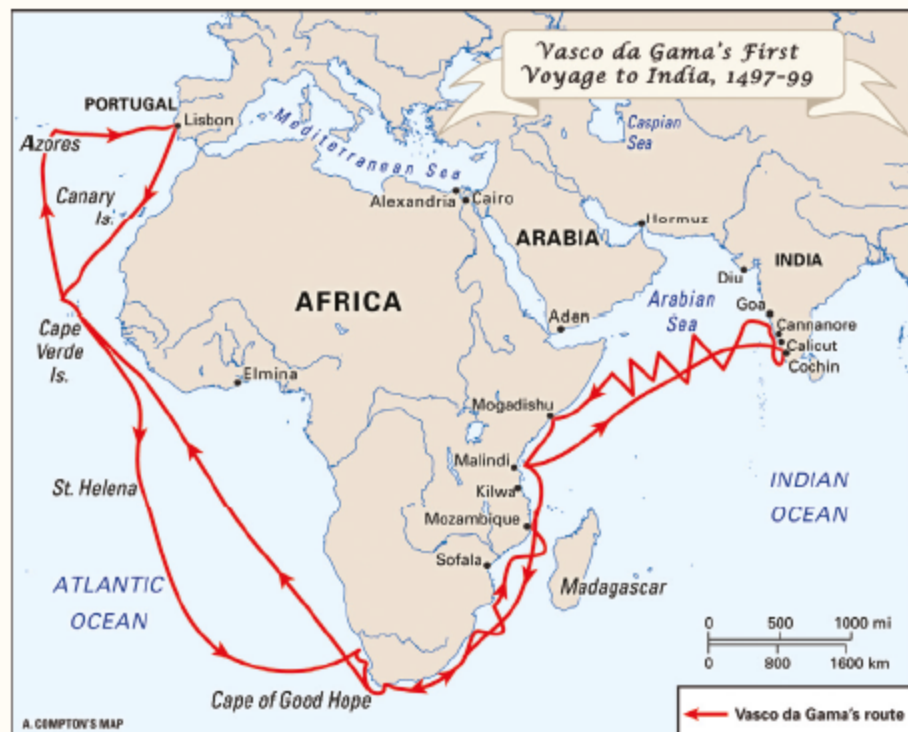 Vasco da Gama's First
Voyage to India, 1497-99
PORTUGAL
Lisbon
Azores
Mediterranean Sea
Caspian
Sea
Canary
Is.
Alexandria
Cairo
ARABIA
Hormuz
INDIA
Diu
AFRICA
Arabian
Sea
Goa
Aden
Cannanore
Calicut
Cochin
Cape
Verde
Is.
Elmina
Mogadishu
Malindi
Kilwa
St. Helena
INDIAN
OCEAN
Mozambique
Sofala
Madagascar
ATLANTIC
OCEAN
0 500 1000 mi
0 800 1600 km
Cape of Good Hope
A. COMPTON'S MAP
Vasco da Gama's route